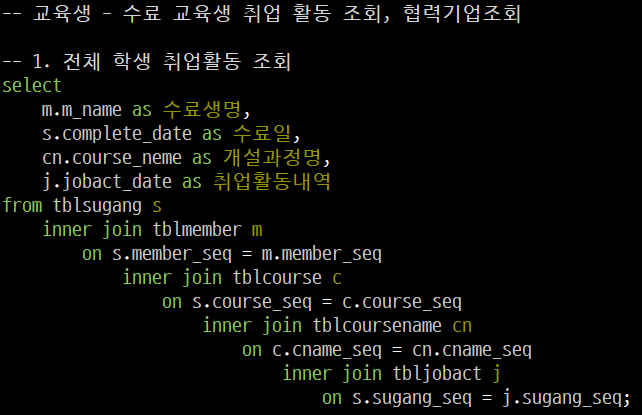 -- 교육생 - 수료 교육생 취업 활동 조회, 협력기업조회
-- 1. 전체 학생 취업활동 조회
select
m.m_name as 수료생명,
s.complete_date as 수료일,
cn.course_neme as 개설과정명,
j.jobact_date as 취업활동내역
from tblsugang s
inner join tblmember m
on s.member_seq = m.member_seq
inner join tblcourse c
on s.course_seq = c.course_seq
inner join tblcoursename cn
on c.cname_seq = cn.cname_seq
inner join tbljobact j
on s.sugang_seq = j.sugang_seq;